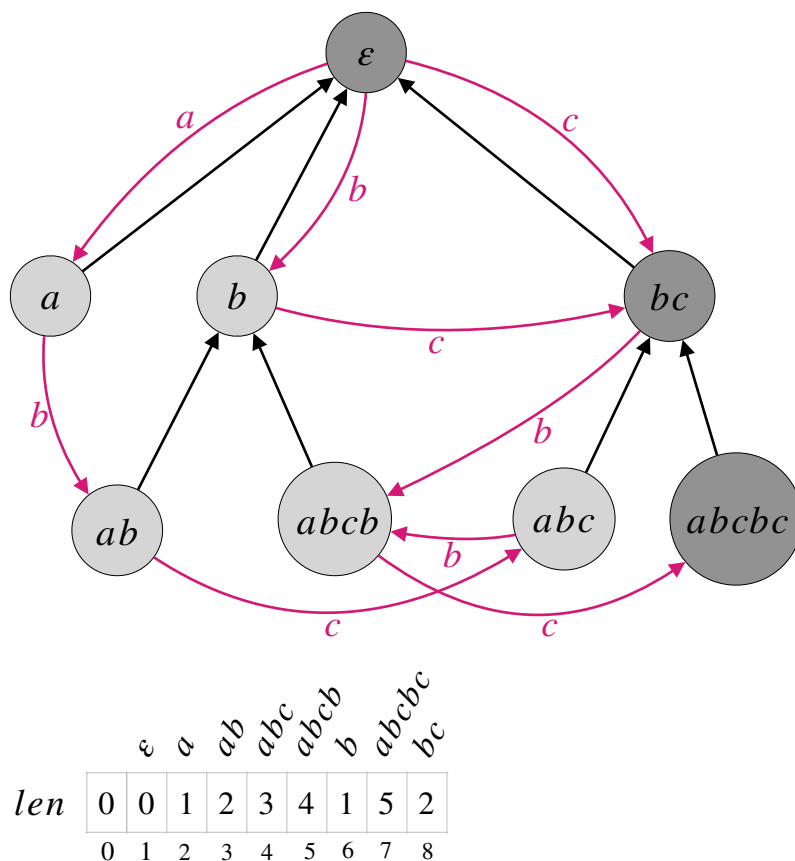 ε
a
c
b
a
b
bc
c
b
b
ab
abcb
abc
abcbc
b
c
c
ε a ab abc abcb b abcbc bc
len 0 0 1 2 3 4 1 5 2
0 1 2 3 4 5 6 7 8